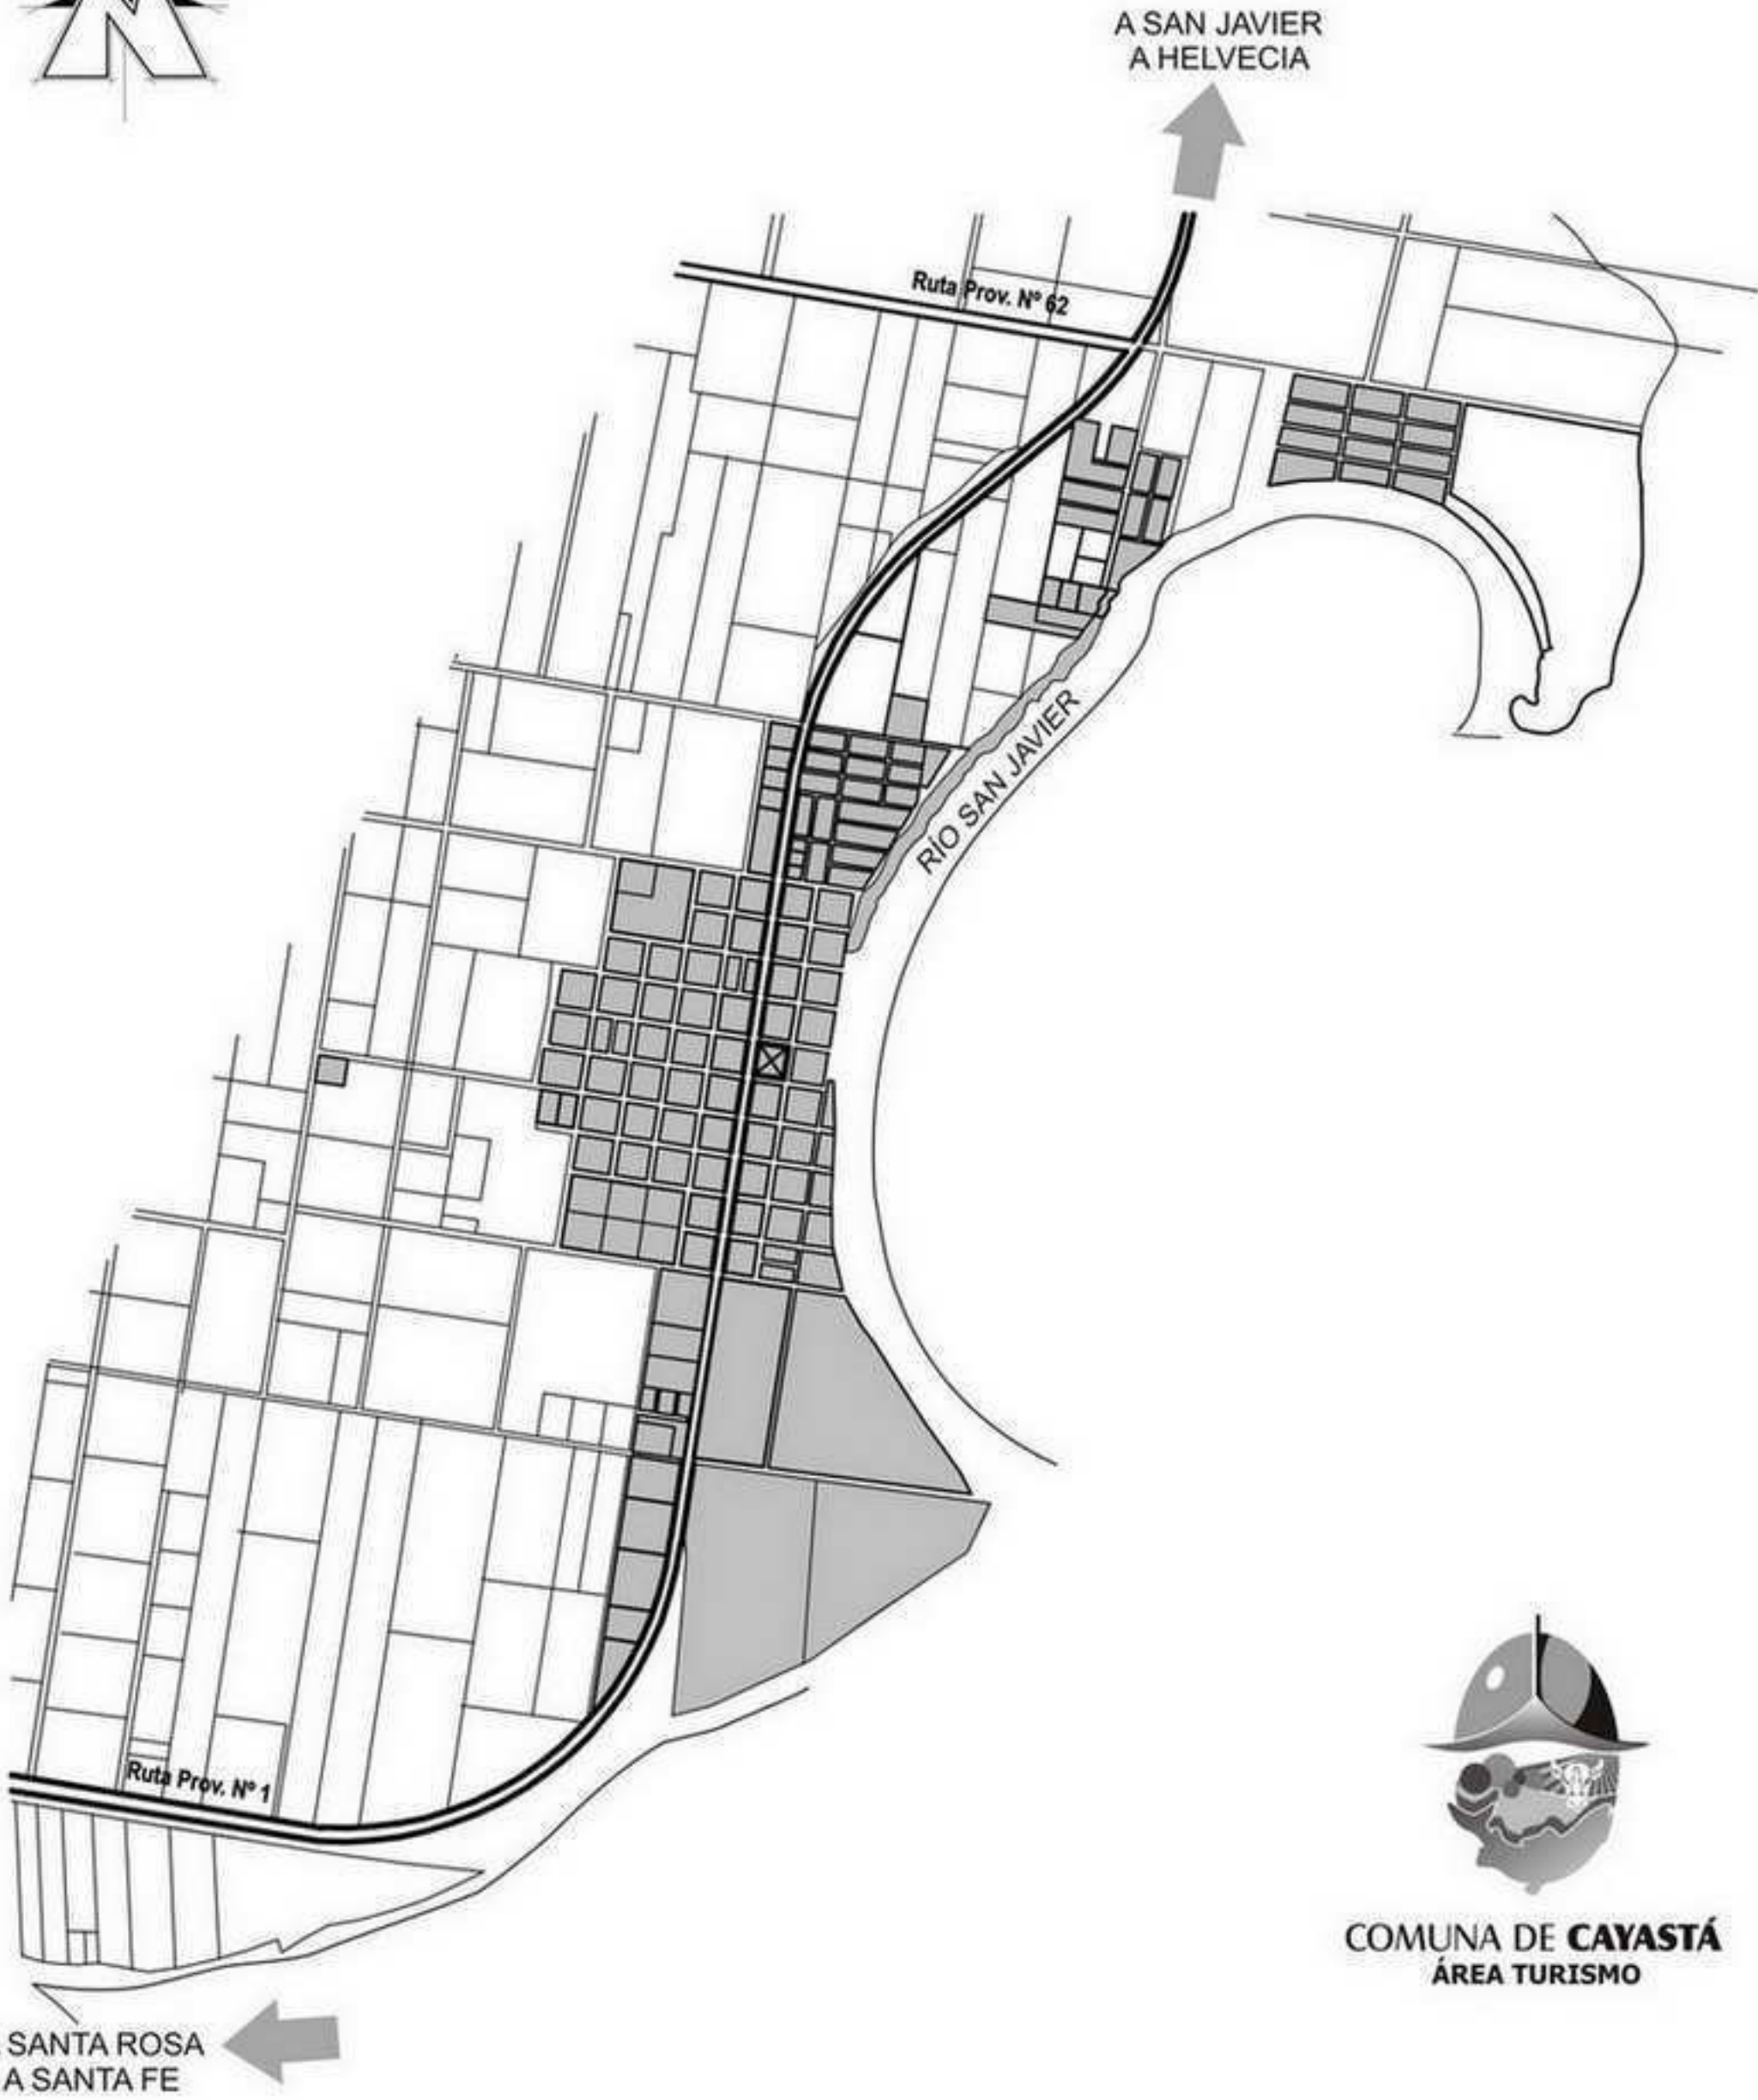 N
A SAN JAVIER
A HELVECIA
Ruta Prov. Nº 62
RÍO SAN JAVIER
Ruta Prov. Nº 1
COMUNA DE CAYASTÁ
ÁREA TURISMO
SANTA ROSA
A SANTA FE